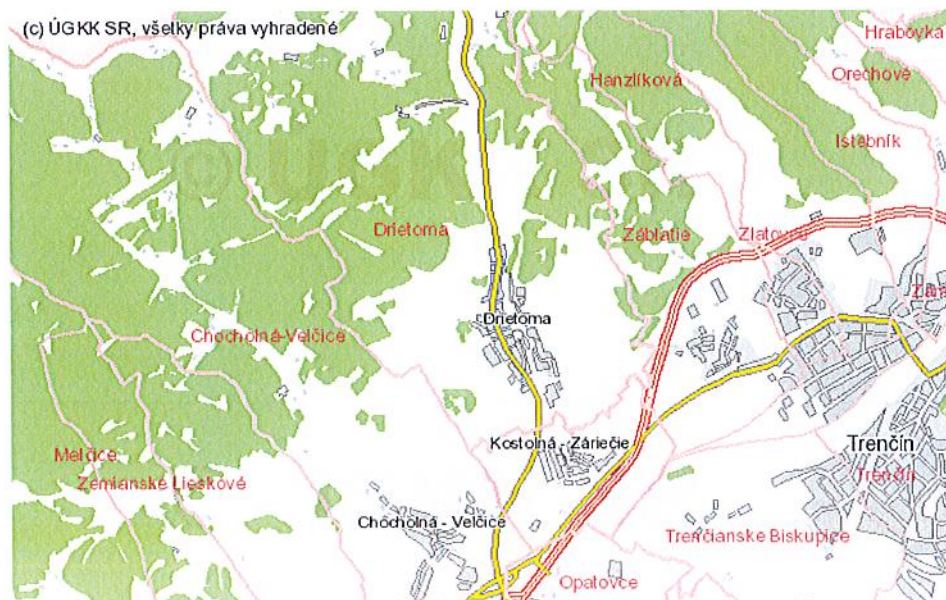 (c) ÚGKK SR, všetky práva vyhradené
Hrabovka
Hanzlíková
Orechové
Istebník
Drietoma
Záblatie
Zlatovce
Drietoma
Chocholná-Velčice
Kostolná - Záriečie
Trenčín
Melčice
Zemianske Lieskové
Trenčín
Chocholná - Velčice
Trenčianske Biskupice
Opatovce